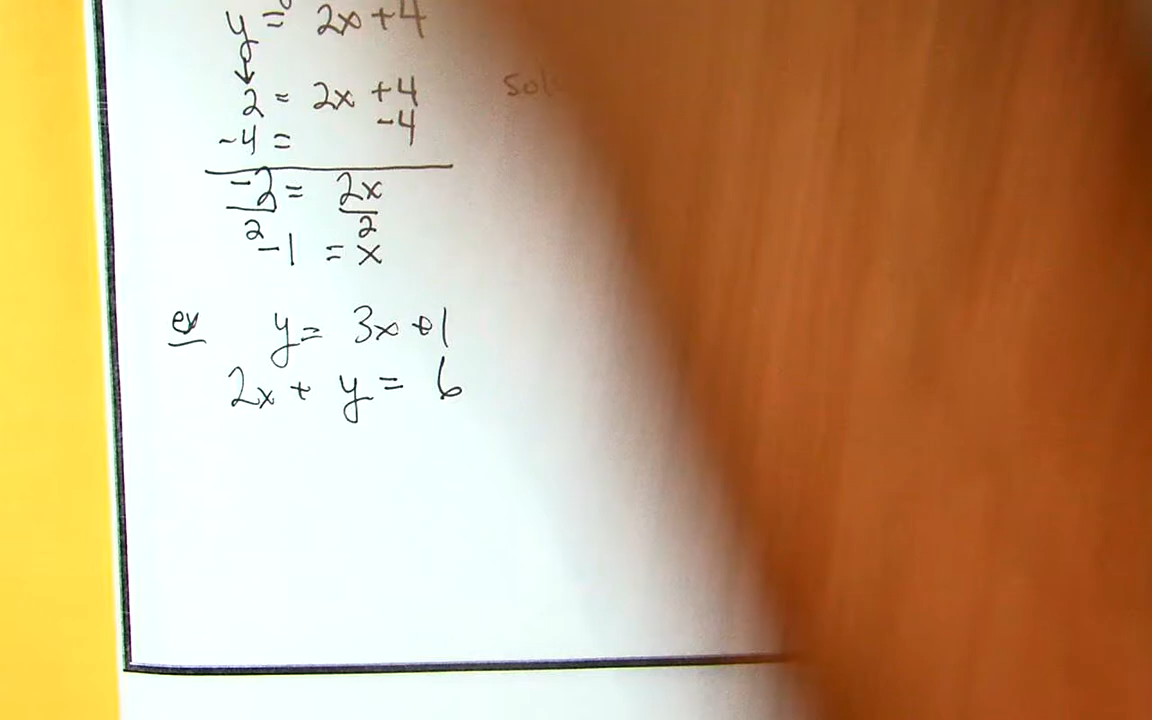 y = 2x + 4
2 = 2x + 4
-4 = -4
-2 = 2x
2 2
-1 = x
ex y = 3x + 1
2x + y = 6